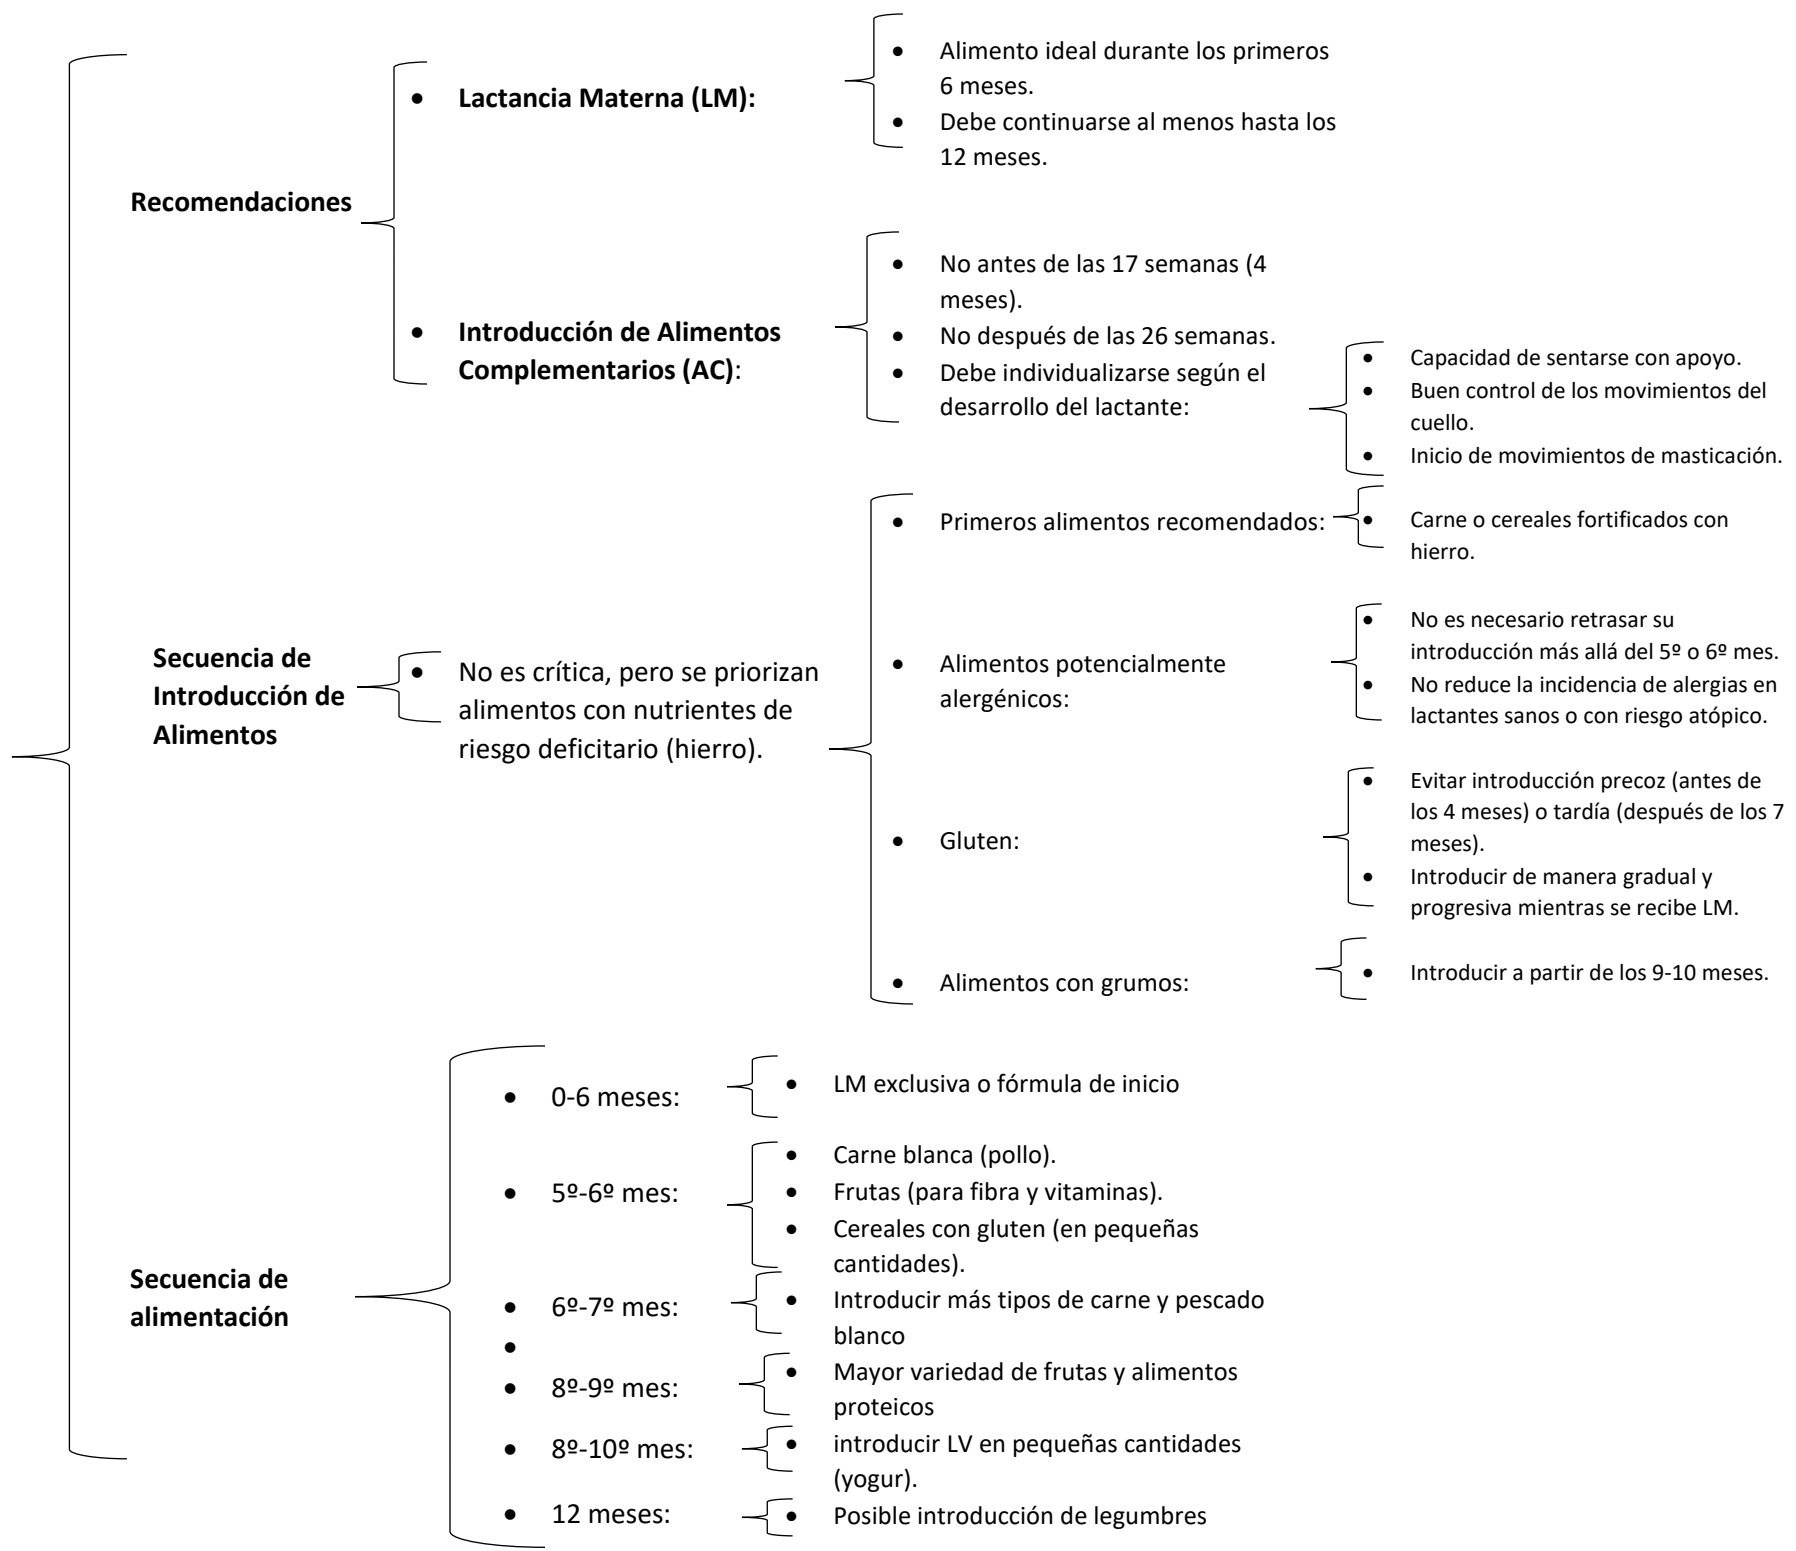 Recomendaciones
• Lactancia Materna (LM):
• Alimento ideal durante los primeros
6 meses.
• Debe continuarse al menos hasta los
12 meses.
• Introducción de Alimentos
Complementarios (AC):
• No antes de las 17 semanas (4
meses).
• No después de las 26 semanas.
• Debe individualizarse según el
desarrollo del lactante:
• Capacidad de sentarse con apoyo.
• Buen control de los movimientos del
cuello.
• Inicio de movimientos de masticación.
Secuencia de
Introducción de
Alimentos
• No es crítica, pero se priorizan
alimentos con nutrientes de
riesgo deficitario (hierro).
• Primeros alimentos recomendados:
• Carne o cereales fortificados con
hierro.
• Alimentos potencialmente
alergénicos:
• No es necesario retrasar su
introducción más allá del 5º o 6º mes.
• No reduce la incidencia de alergias en
lactantes sanos o con riesgo atópico.
• Gluten:
• Evitar introducción precoz (antes de
los 4 meses) o tardía (después de los 7
meses).
• Introducir de manera gradual y
progresiva mientras se recibe LM.
• Alimentos con grumos:
• Introducir a partir de los 9-10 meses.
Secuencia de
alimentación
• 0-6 meses:
• LM exclusiva o fórmula de inicio
• 5º-6º mes:
• Carne blanca (pollo).
• Frutas (para fibra y vitaminas).
• Cereales con gluten (en pequeñas
cantidades).
• 6º-7º mes:
• Introducir más tipos de carne y pescado
blanco
•
• 8º-9º mes:
• Mayor variedad de frutas y alimentos
proteicos
• 8º-10º mes:
• introducir LV en pequeñas cantidades
(yogur).
• 12 meses:
• Posible introducción de legumbres